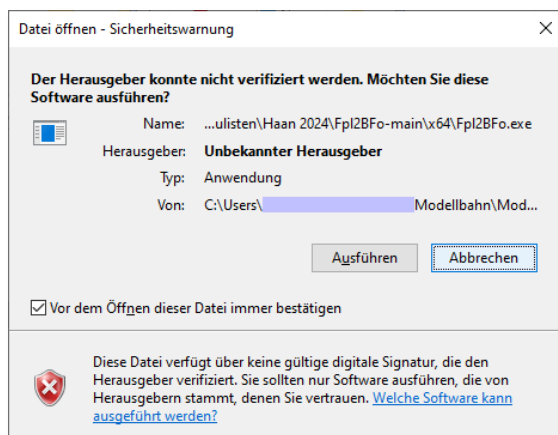 Datei öffnen - Sicherheitswarnung
Der Herausgeber konnte nicht verifiziert werden. Möchten Sie diese
Software ausführen?
Name: ...ulisten\Haan 2024\Fpl2BFo-main\x64\Fpl2BFo.exe
Herausgeber: Unbekannter Herausgeber
Typ: Anwendung
Von: C:\Users\ Modellbahn\Mod...
Ausführen Abbrechen
Vor dem Öffnen dieser Datei immer bestätigen
Diese Datei verfügt über keine gültige digitale Signatur, die den
Herausgeber verifiziert. Sie sollten nur Software ausführen, die von
Herausgebern stammt, denen Sie vertrauen. Welche Software kann
ausgeführt werden?